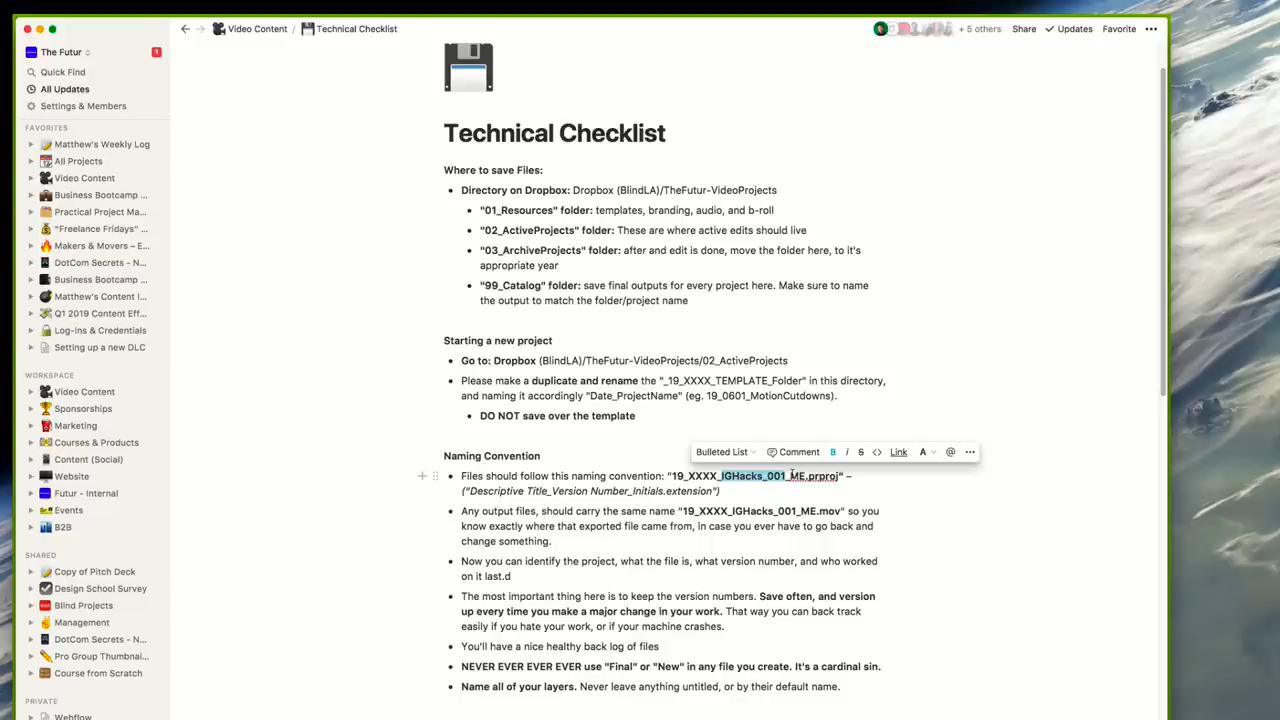 Video Content / Technical Checklist
+ 5 others Share Updates Favorite
The Futur 1
Quick Find
All Updates
Settings & Members
FAVORITES
Matthew's Weekly Log
All Projects
Video Content
Business Bootcamp ...
Practical Project Ma...
"Freelance Fridays" ...
Makers & Movers – E...
DotCom Secrets - N...
Business Bootcamp ...
Matthew's Content I...
Q1 2019 Content Eff...
Log-Ins & Credentials
Setting up a new DLC
WORKSPACE
Video Content
Sponsorships
Marketing
Courses & Products
Content (Social)
Website
Futur - Internal
Events
B2B
SHARED
Copy of Pitch Deck
Design School Survey
Blind Projects
Management
DotCom Secrets - N...
Pro Group Thumbnai...
Course from Scratch
PRIVATE
Webflow
Technical Checklist
Where to save Files:
Directory on Dropbox: Dropbox (BlindLA)/TheFutur-VideoProjects
"01_Resources" folder: templates, branding, audio, and b-roll
"02_ActiveProjects" folder: These are where active edits should live
"03_ArchiveProjects" folder: after and edit is done, move the folder here, to it's
appropriate year
"99_Catalog" folder: save final outputs for every project here. Make sure to name
the output to match the folder/project name
Starting a new project
Go to: Dropbox (BlindLA)/TheFutur-VideoProjects/02_ActiveProjects
Please make a duplicate and rename the "_19_XXXX_TEMPLATE_Folder" in this directory,
and naming it accordingly "Date_ProjectName" (eg. 19_0601_MotionCutdowns).
DO NOT save over the template
Bulleted List Comment B i S <> Link A @
Naming Convention
Files should follow this naming convention: "19_XXXX_IGHacks_001_ME.prproj" –
("Descriptive Title_Version Number_Initials.extension")
Any output files, should carry the same name "19_XXXX_IGHacks_001_ME.mov" so you
know exactly where that exported file came from, in case you ever have to go back and
change something.
Now you can identify the project, what the file is, what version number, and who worked
on it last.d
The most important thing here is to keep the version numbers. Save often, and version
up every time you make a major change in your work. That way you can back track
easily if you hate your work, or if your machine crashes.
You'll have a nice healthy back log of files
NEVER EVER EVER EVER use "Final" or "New" in any file you create. It's a cardinal sin.
Name all of your layers. Never leave anything untitled, or by their default name.